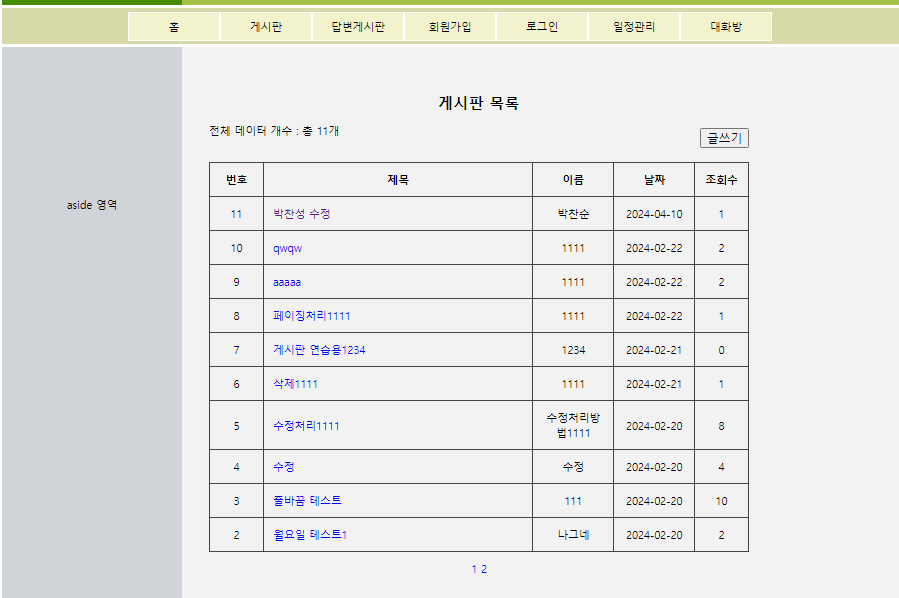 홈 게시판 답변게시판 회원가입 로그인 일정관리 대화방
게시판 목록
전체 데이터 개수 : 총 11개
글쓰기
aside 영역
번호 제목 이름 날짜 조회수
11 박찬성 수정 박찬순 2024-04-10 1
10 qwqw 1111 2024-02-22 2
9 aaaaa 1111 2024-02-22 2
8 페이징처리1111 1111 2024-02-22 1
7 게시판 연습용1234 1234 2024-02-21 0
6 삭제1111 1111 2024-02-21 1
5 수정처리1111 수정처리방
법1111 2024-02-20 8
4 수정 수정 2024-02-20 4
3 풀바꿈 테스트 111 2024-02-20 10
2 월요일 테스트1 나그네 2024-02-20 2
1 2